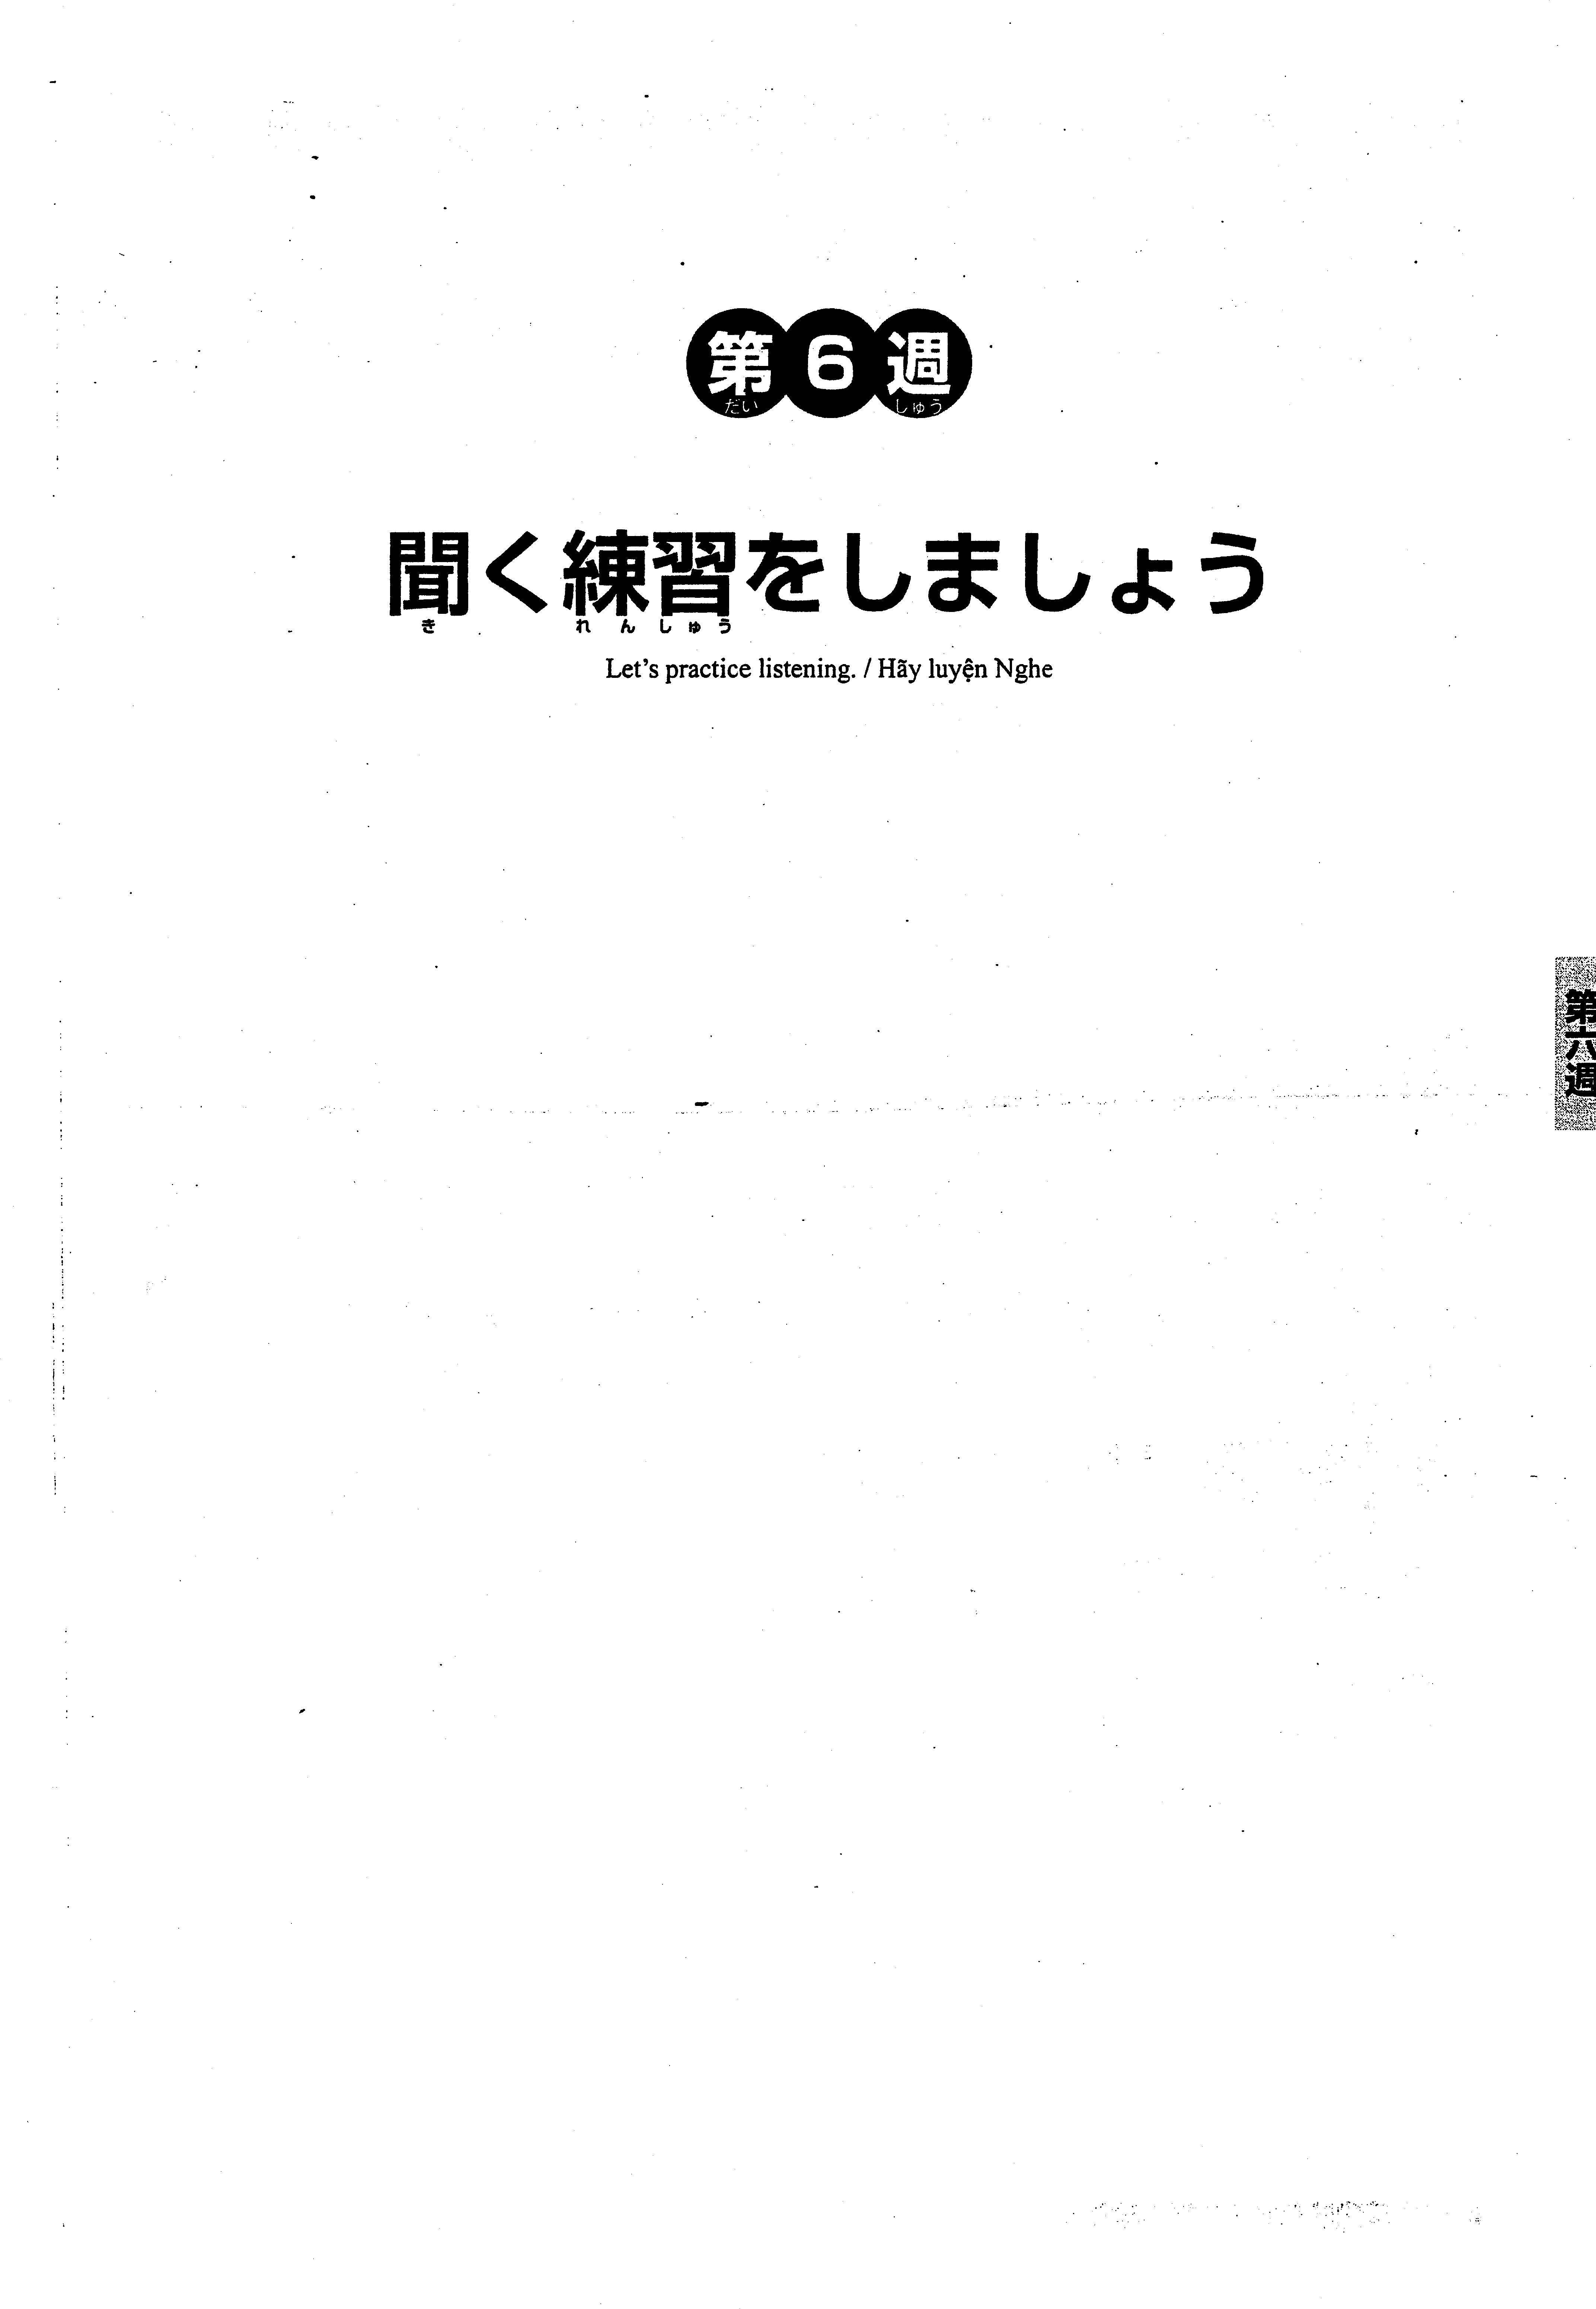 第6週
だい しゅう
聞く練習をしましょう
き れんしゅう
Let's practice listening. / Hãy luyện Nghe
第六週